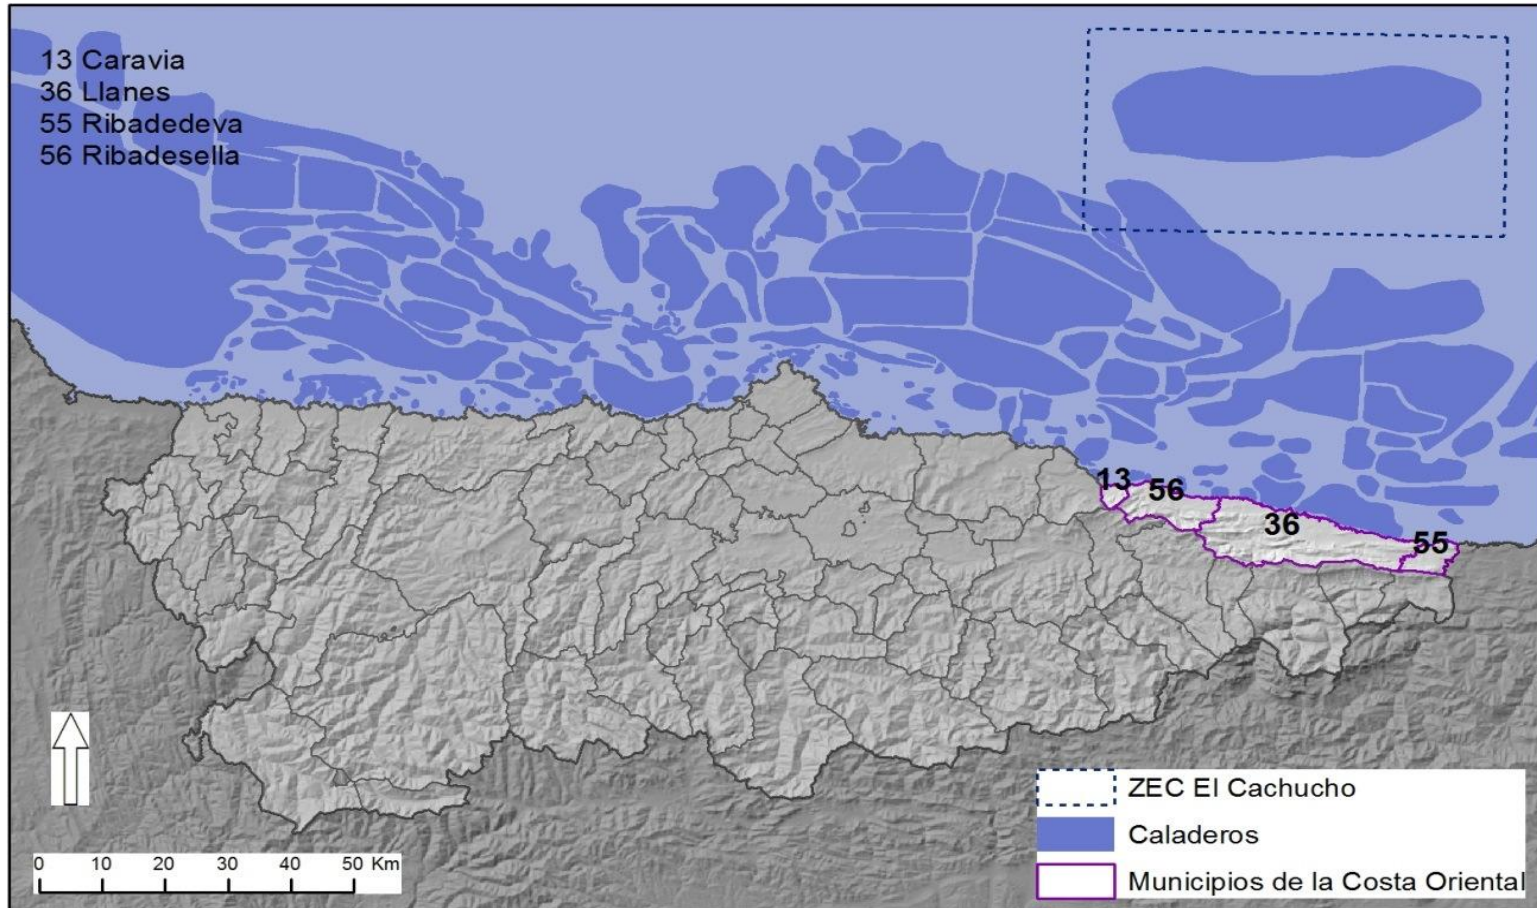 13 Caravia
36 Llanes
55 Ribadedeva
56 Ribadesella
13
56
36
55
ZEC El Cachucho
Caladeros
Municipios de la Costa Oriental
0 10 20 30 40 50 Km